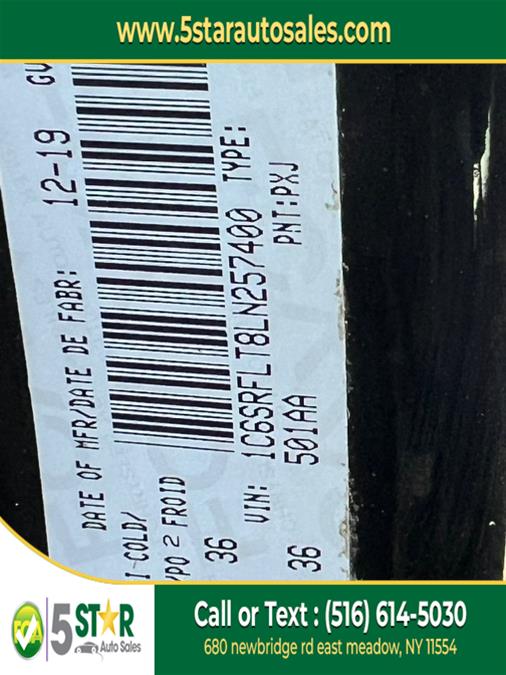 www.5starautosales.com
GV
DATE OF MFR/DATE DE FABR: 12-19
I COLD/
YPO 2 FROID
36 VIN: 1C6SRFLT8LN257400 TYPE:
36 501AA PNT:PXJ
5 STAR
Auto Sales
Call or Text : (516) 614-5030
680 newbridge rd east meadow, NY 11554